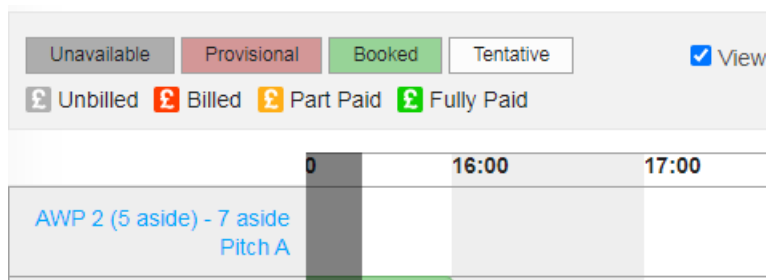 Unavailable Provisional Booked Tentative View
£ Unbilled £ Billed £ Part Paid £ Fully Paid
0 16:00 17:00
AWP 2 (5 aside) - 7 aside
Pitch A